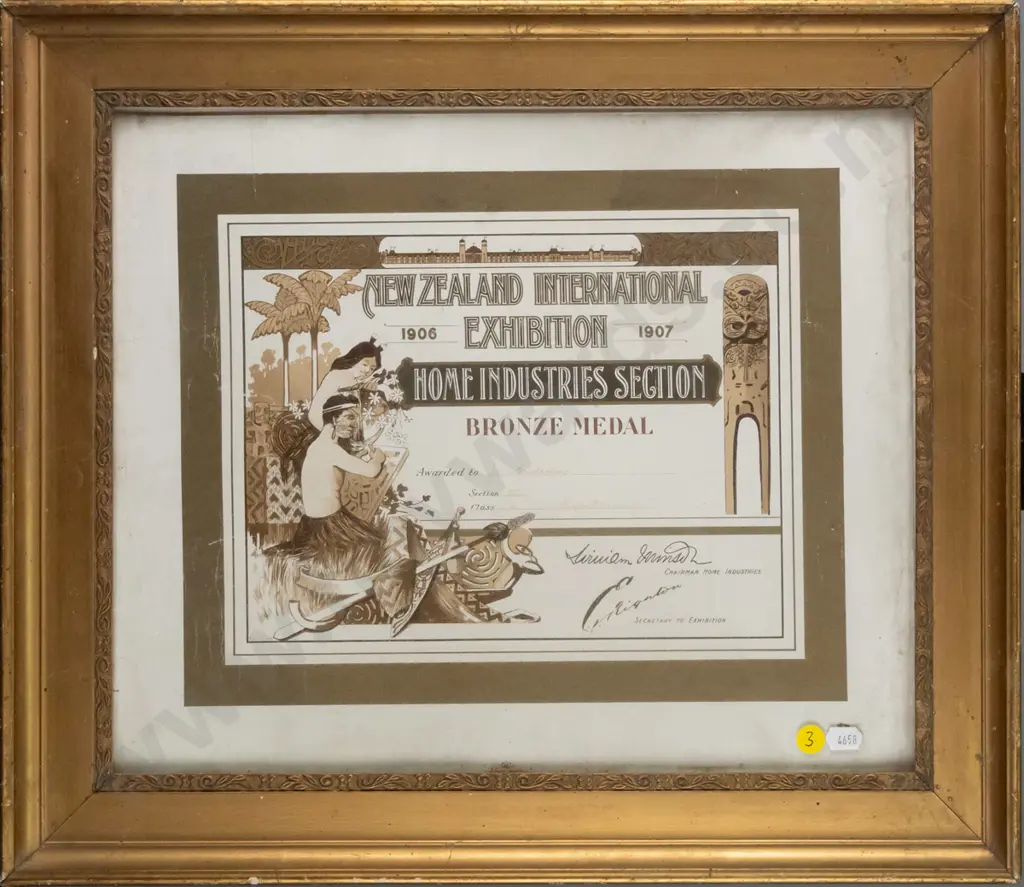 NEW ZEALAND INTERNATIONAL
1906 EXHIBITION 1907
HOME INDUSTRIES SECTION
BRONZE MEDAL
Awarded to
Section
Class
CHAIRMAN HOME INDUSTRIES
SECRETARY TO EXHIBITION
3
4658